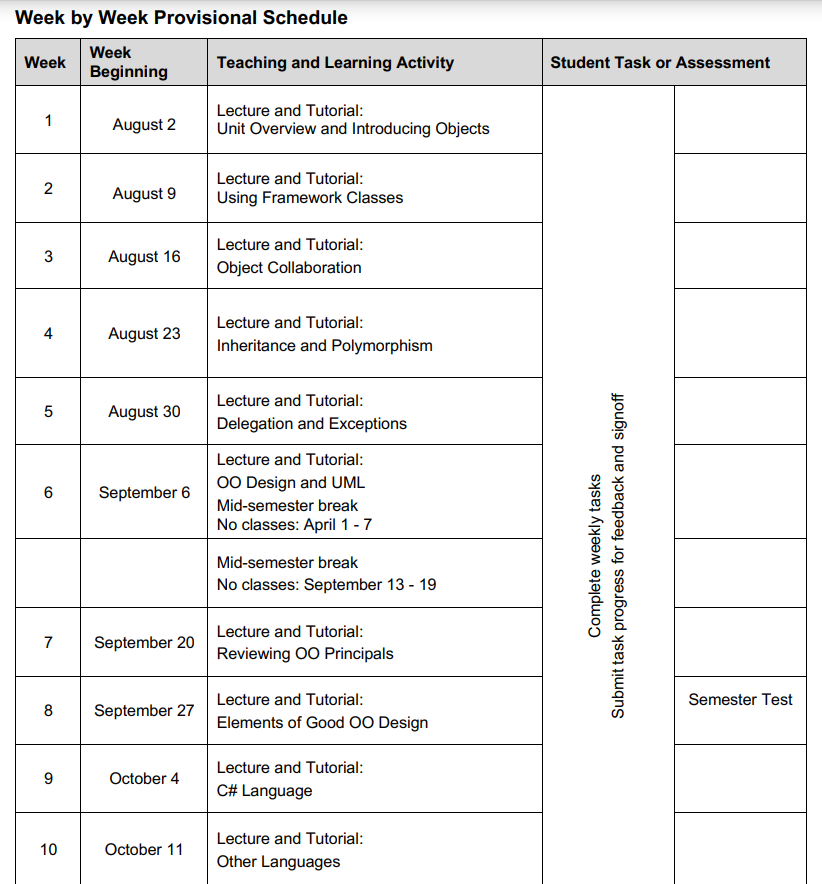 Week by Week Provisional Schedule
Week
Week
Beginning
Teaching and Learning Activity
Student Task or Assessment
1
August 2
Lecture and Tutorial:
Unit Overview and Introducing Objects
2
August 9
Lecture and Tutorial:
Using Framework Classes
3
August 16
Lecture and Tutorial:
Object Collaboration
4
August 23
Lecture and Tutorial:
Inheritance and Polymorphism
5
August 30
Lecture and Tutorial:
Delegation and Exceptions
6
September 6
Lecture and Tutorial:
OO Design and UML
Mid-semester break
No classes: April 1 - 7
Mid-semester break
No classes: September 13 - 19
7
September 20
Lecture and Tutorial:
Reviewing OO Principals
8
September 27
Lecture and Tutorial:
Elements of Good OO Design
Semester Test
9
October 4
Lecture and Tutorial:
C# Language
10
October 11
Lecture and Tutorial:
Other Languages
Complete weekly tasks
Submit task progress for feedback and signoff